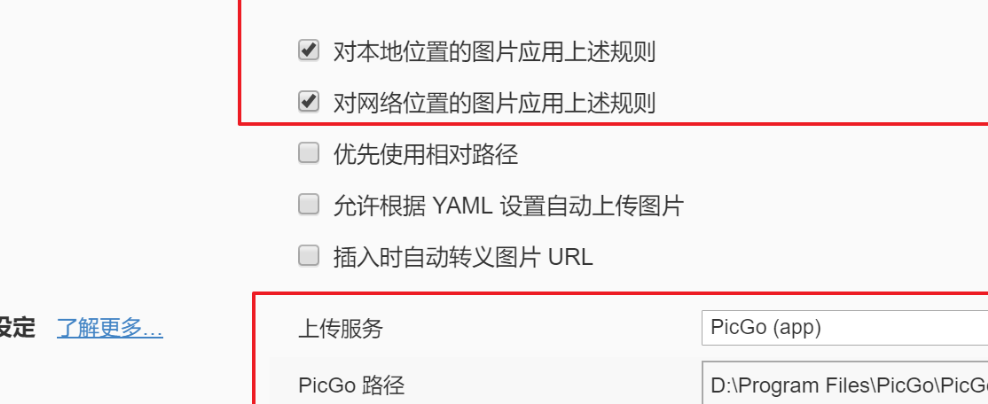 对本地位置的图片应用上述规则
对网络位置的图片应用上述规则
优先使用相对路径
允许根据 YAML 设置自动上传图片
插入时自动转义图片 URL
设定 了解更多...
上传服务 PicGo (app)
PicGo 路径 D:\Program Files\PicGo\PicGo